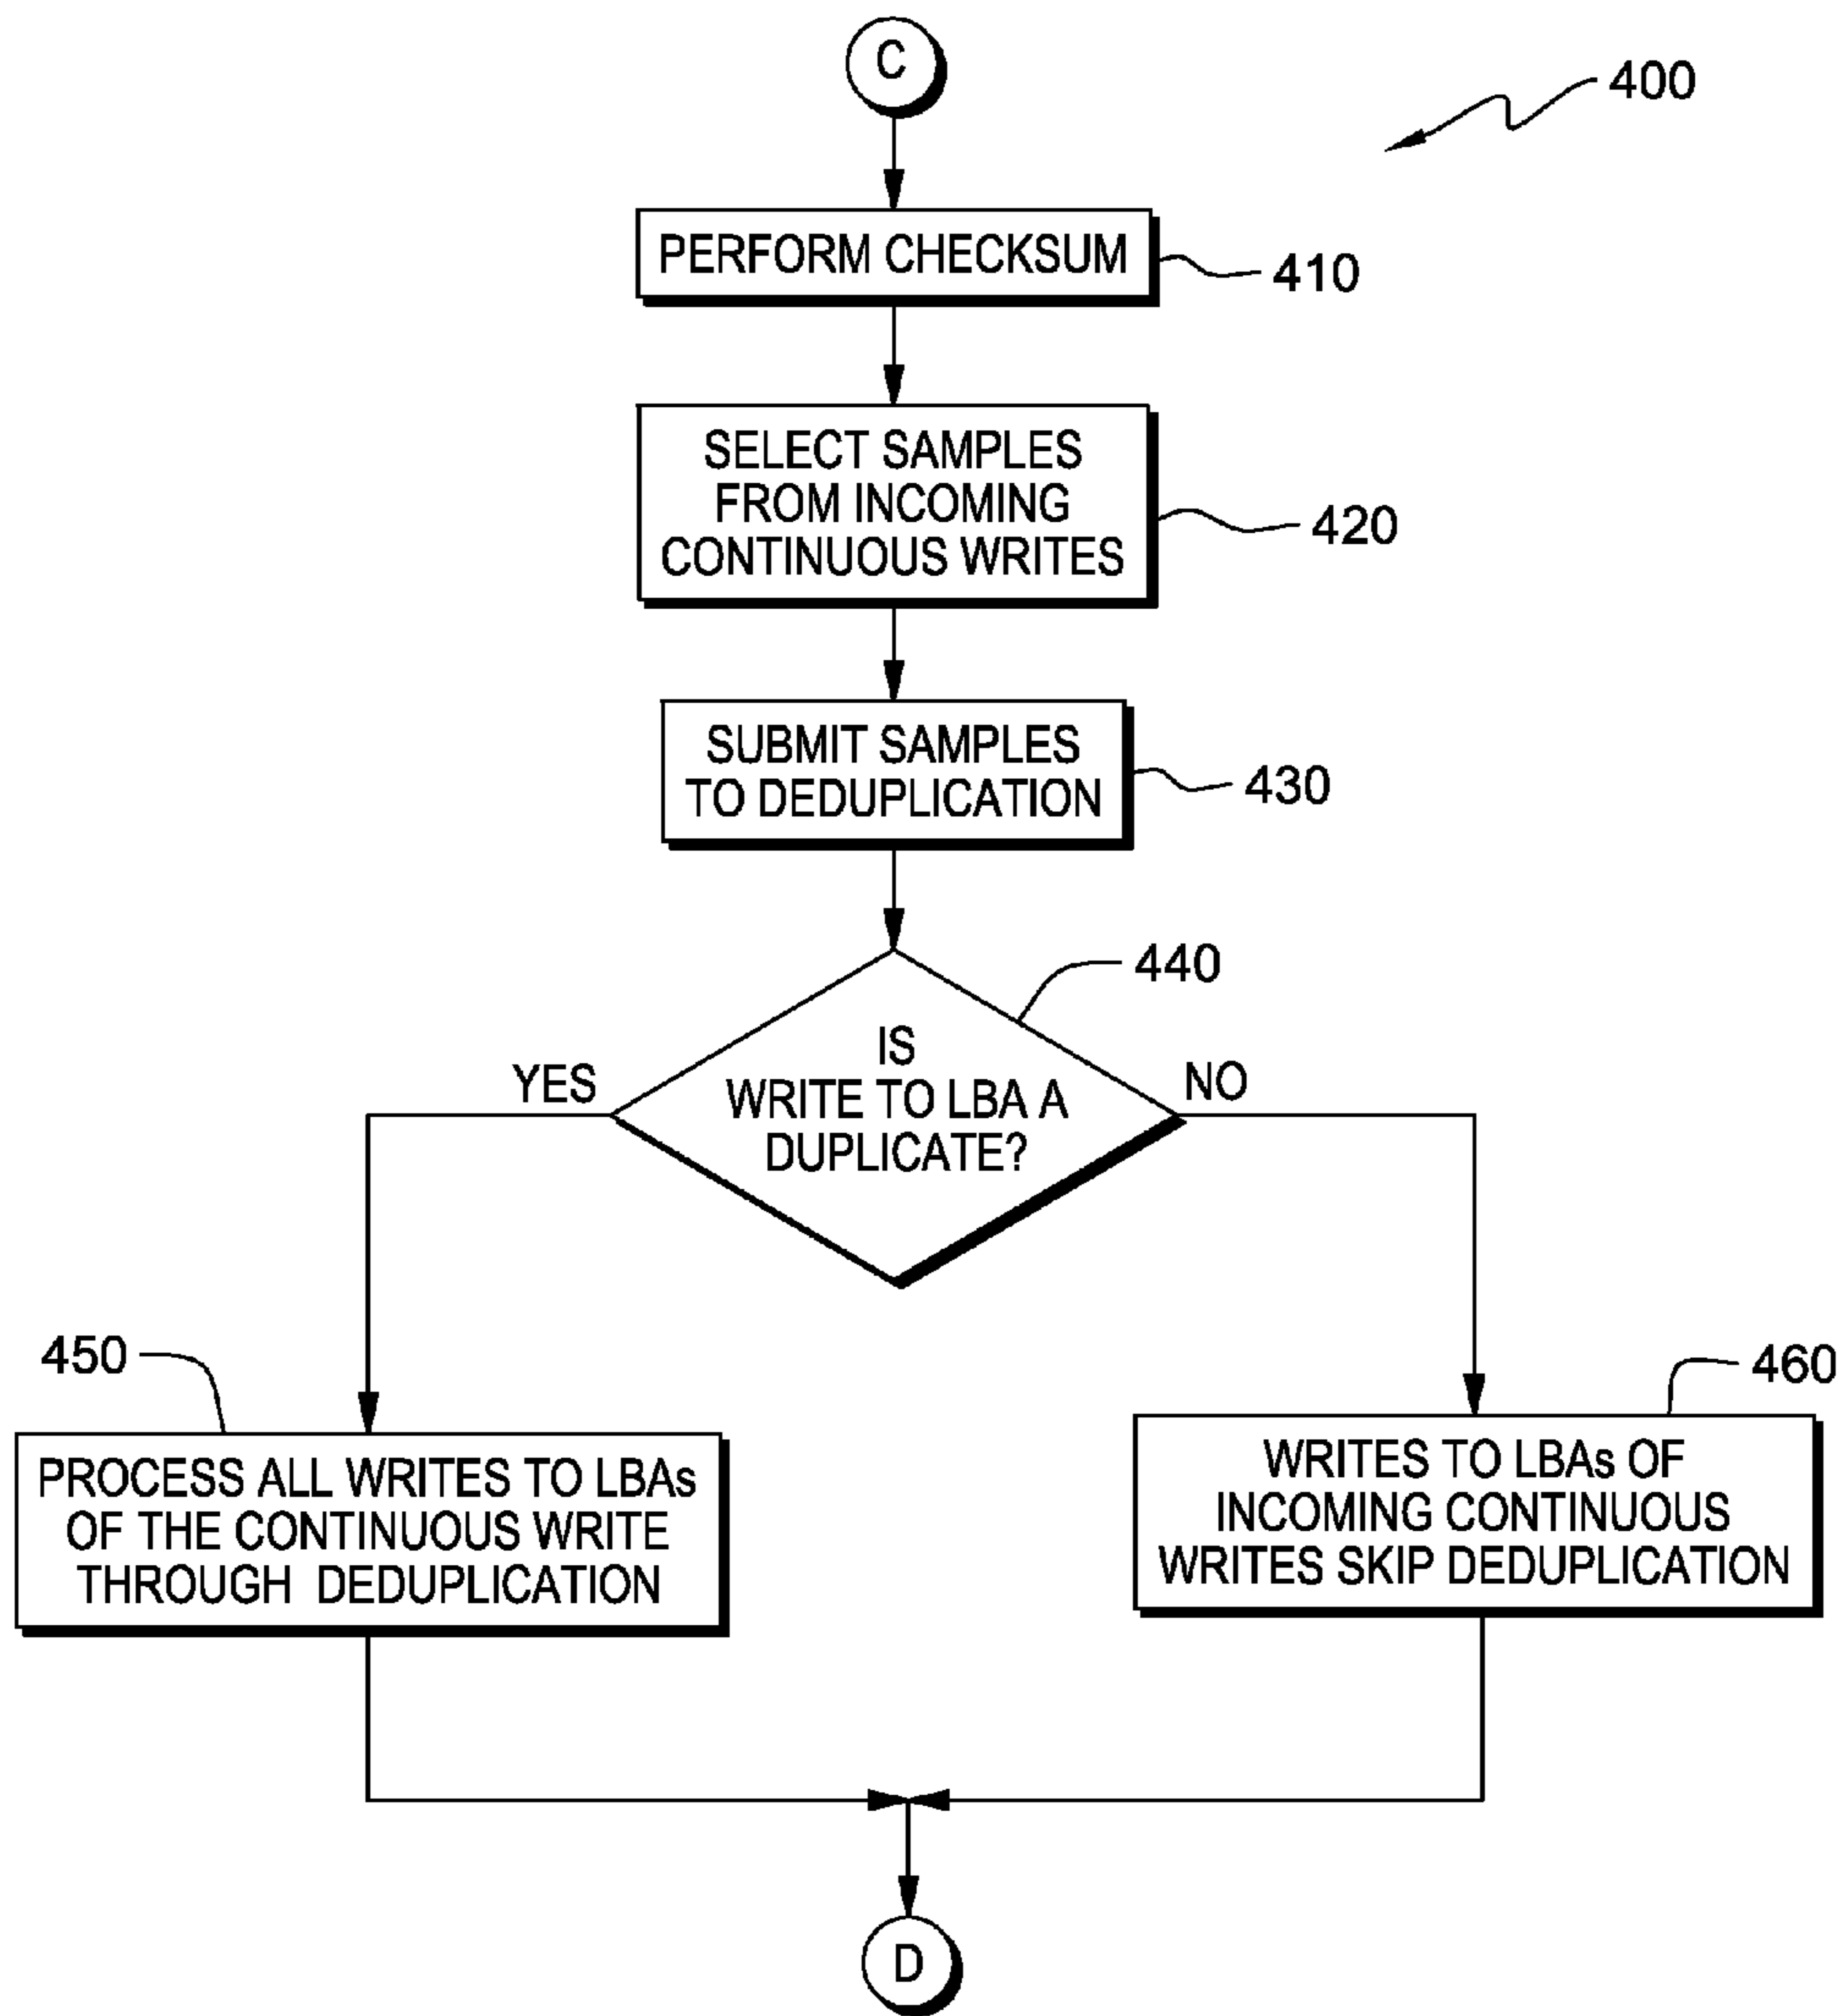 C
400
PERFORM CHECKSUM
410
SELECT SAMPLES
FROM INCOMING
CONTINUOUS WRITES
420
SUBMIT SAMPLES
TO DEDUPLICATION
430
440
IS
WRITE TO LBA A
DUPLICATE?
YES
NO
450
PROCESS ALL WRITES TO LBAs
OF THE CONTINUOUS WRITE
THROUGH DEDUPLICATION
460
WRITES TO LBAs OF
INCOMING CONTINUOUS
WRITES SKIP DEDUPLICATION
D